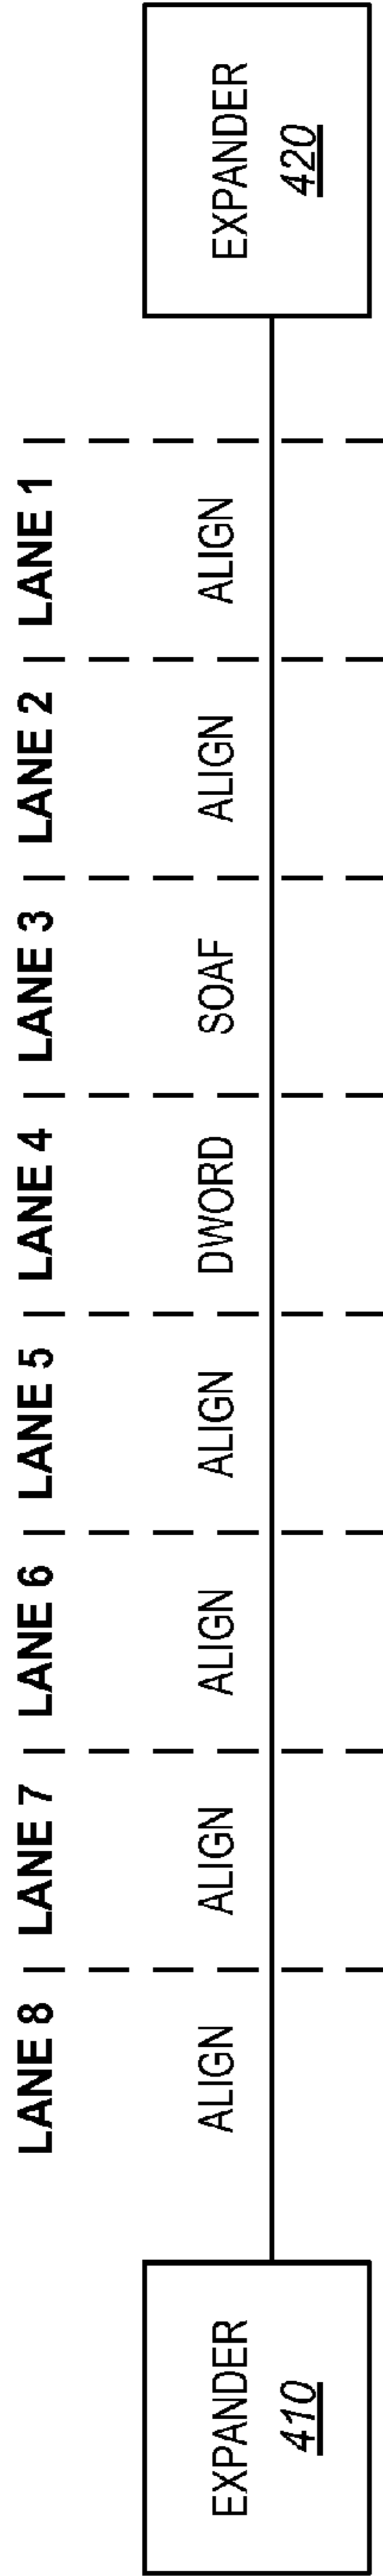 LANE 8 LANE 7 LANE 6 LANE 5 LANE 4 LANE 3 LANE 2 LANE 1
EXPANDER
410
ALIGN ALIGN ALIGN ALIGN DWORD SOAF ALIGN ALIGN
EXPANDER
420